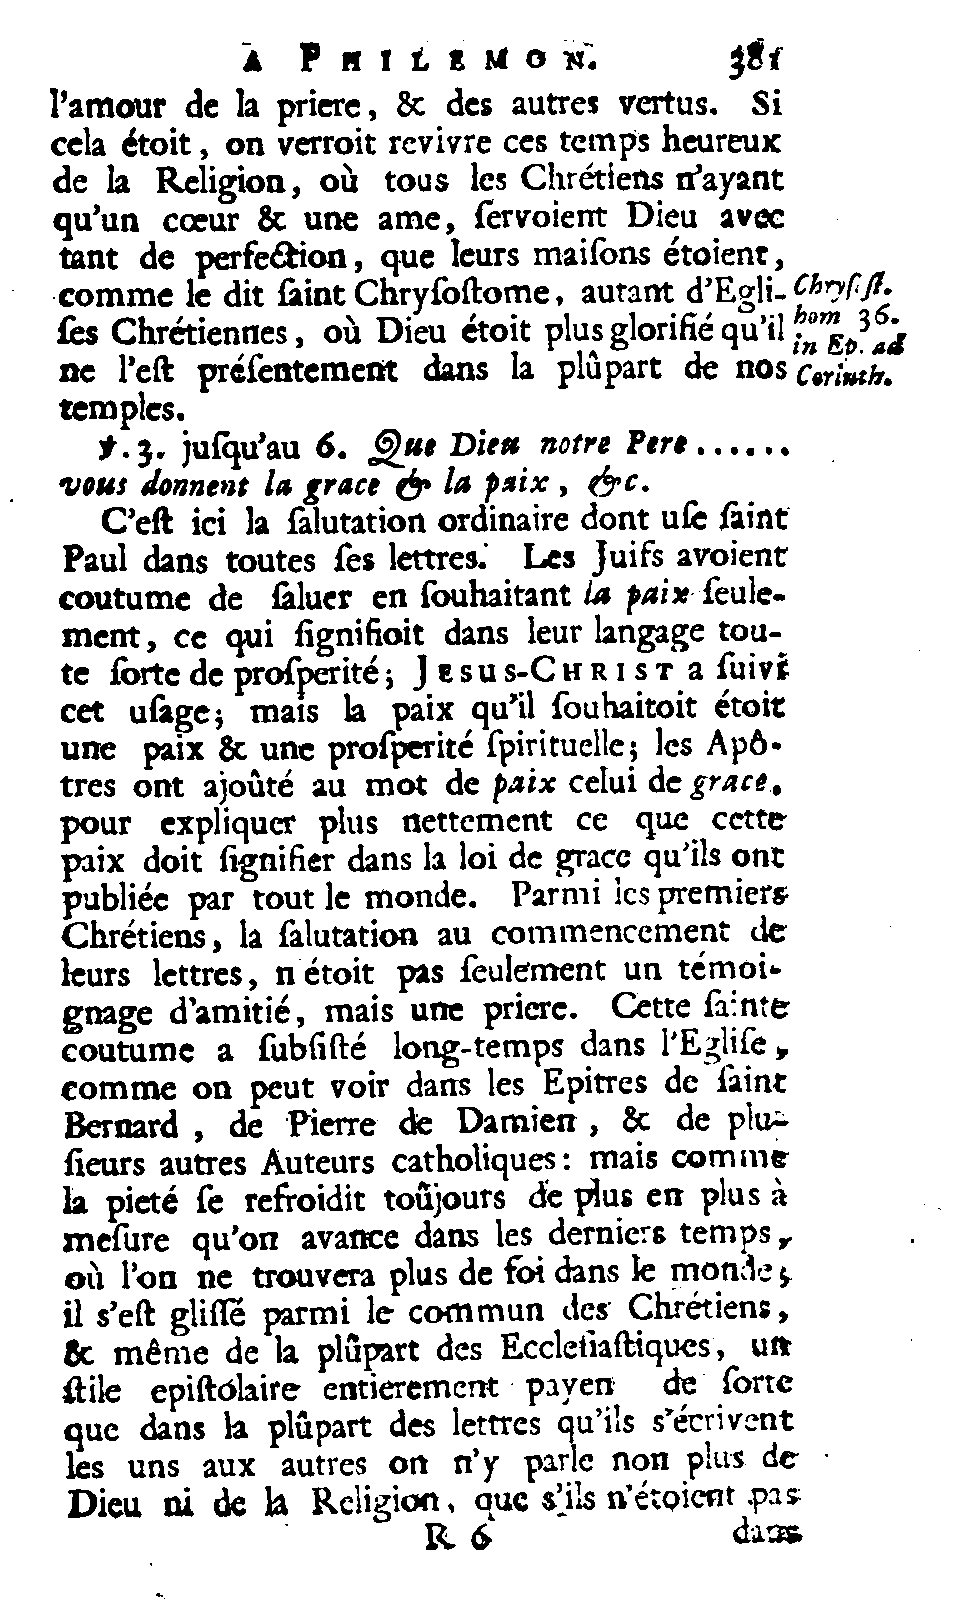 A PHILEMON. 381
l'amour de la priere, & des autres vertus. Si
cela étoit, on verroit revivre ces temps heureux
de la Religion, où tous les Chrétiens n'ayant
qu'un cœur & une ame, ſervoient Dieu avec
tant de perfection, que leurs maiſons étoient,
comme le dit ſaint Chryſoſtome, autant d'Egli-
ſes Chrétiennes, où Dieu étoit plus glorifié qu'il
ne l'eſt préſentement dans la plûpart de nos
temples.
Chryſoſt.
hom 36.
in Ep. ad
Corinth.
℣. 3. juſqu'au 6. Que Dieu notre Pere......
vous donnent la grace & la paix, &c.
C'eſt ici la ſalutation ordinaire dont uſe ſaint
Paul dans toutes ſes lettres. Les Juifs avoient
coutume de ſaluer en ſouhaitant la paix ſeule-
ment, ce qui ſignifioit dans leur langage tou-
te ſorte de proſperité; JESUS-CHRIST a ſuivi
cet uſage; mais la paix qu'il ſouhaitoit étoit
une paix & une proſperité ſpirituelle; les Apô-
tres ont ajoûté au mot de paix celui de grace,
pour expliquer plus nettement ce que cette
paix doit ſignifier dans la loi de grace qu'ils ont
publiée par tout le monde. Parmi les premiers
Chrétiens, la ſalutation au commencement de
leurs lettres, n'étoit pas ſeulement un témoi-
gnage d'amitié, mais une priere. Cette ſainte
coutume a ſubſiſté long-temps dans l'Egliſe,
comme on peut voir dans les Epitres de ſaint
Bernard, de Pierre de Damien, & de plu-
ſieurs autres Auteurs catholiques: mais comme
la pieté ſe refroidit toûjours de plus en plus à
meſure qu'on avance dans les derniers temps,
où l'on ne trouvera plus de foi dans le monde;
il s'eſt gliſſé parmi le commun des Chrétiens,
& même de la plûpart des Eccleſiaſtiques, un
ſtile epiſtolaire entierement payen de ſorte
que dans la plûpart des lettres qu'ils s'écrivent
les uns aux autres on n'y parle non plus de
Dieu ni de la Religion, que s'ils n'étoient pas
R 6 dans